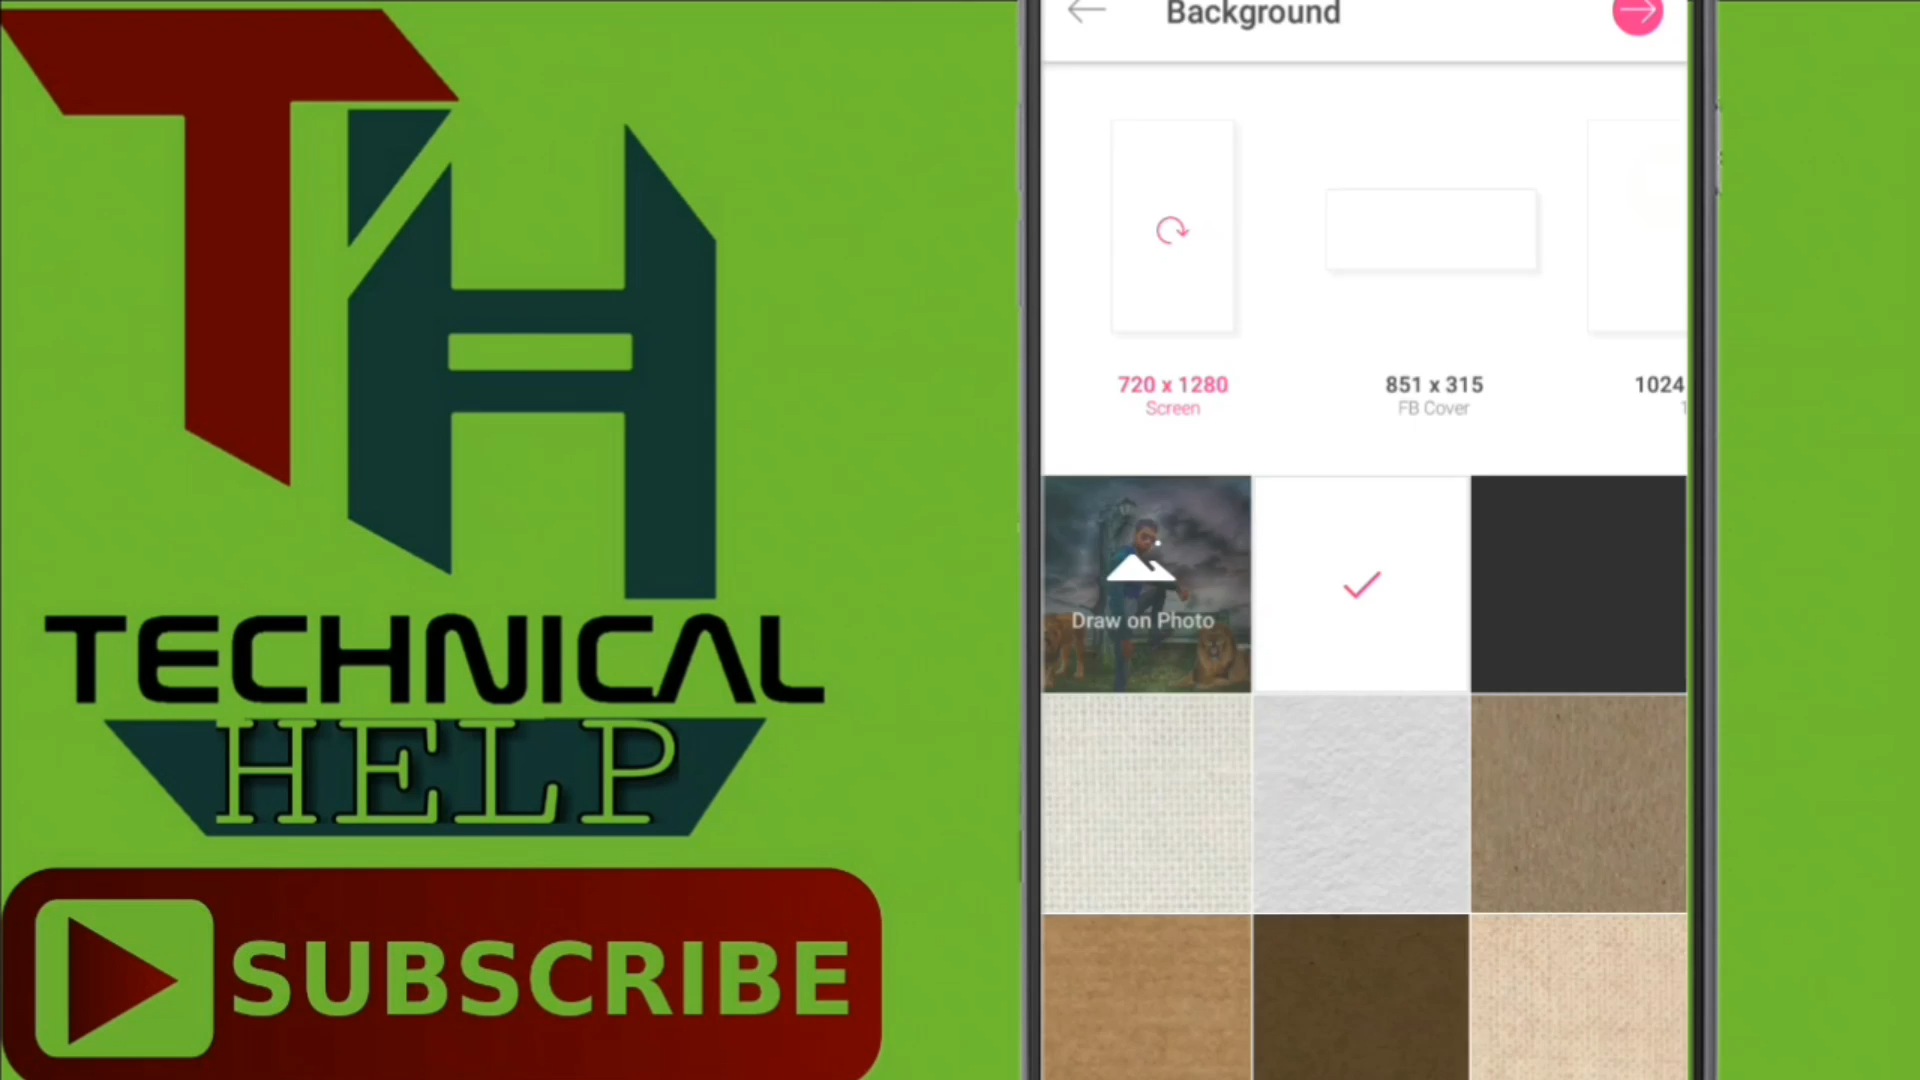 TH
TECHNICAL
HELP
SUBSCRIBE
Background
720 x 1280
Screen
851 x 315
FB Cover
1024
Draw on Photo